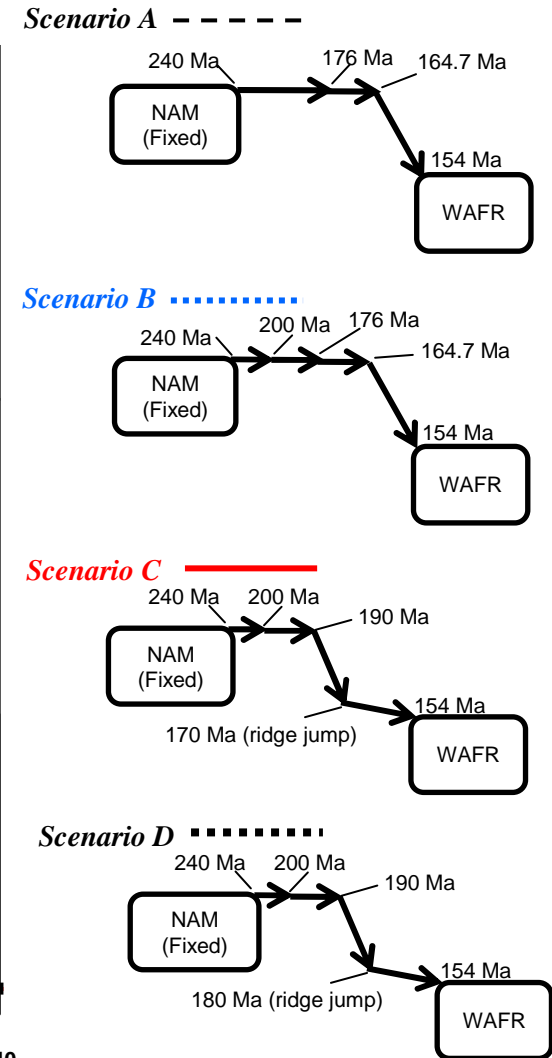 Scenario A
240 Ma
176 Ma
164.7 Ma
NAM
(Fixed)
154 Ma
WAFR
Scenario B
200 Ma
176 Ma
240 Ma
164.7 Ma
NAM
(Fixed)
154 Ma
WAFR
Scenario C
240 Ma
200 Ma
190 Ma
NAM
(Fixed)
154 Ma
170 Ma (ridge jump)
WAFR
Scenario D
240 Ma
200 Ma
190 Ma
NAM
(Fixed)
154 Ma
180 Ma (ridge jump)
WAFR